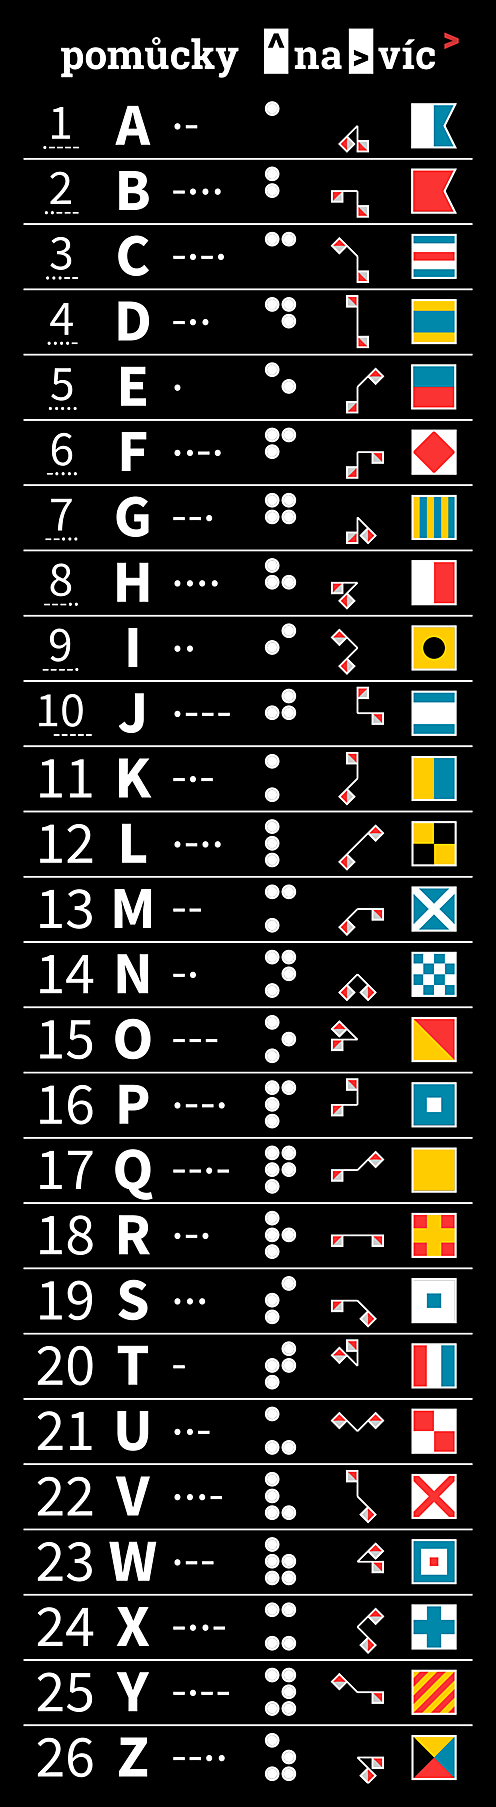 pomůcky ^ na > víc >
1 A ·-
2 B -···
3 C -·-·
4 D -··
5 E ·
6 F ··-·
7 G --·
8 H ····
9 I ··
10 J ·---
11 K -·-
12 L ·-··
13 M --
14 N -·
15 O ---
16 P ·--·
17 Q --·-
18 R ·-·
19 S ···
20 T -
21 U ··-
22 V ···-
23 W ·--
24 X -··-
25 Y -·--
26 Z --··